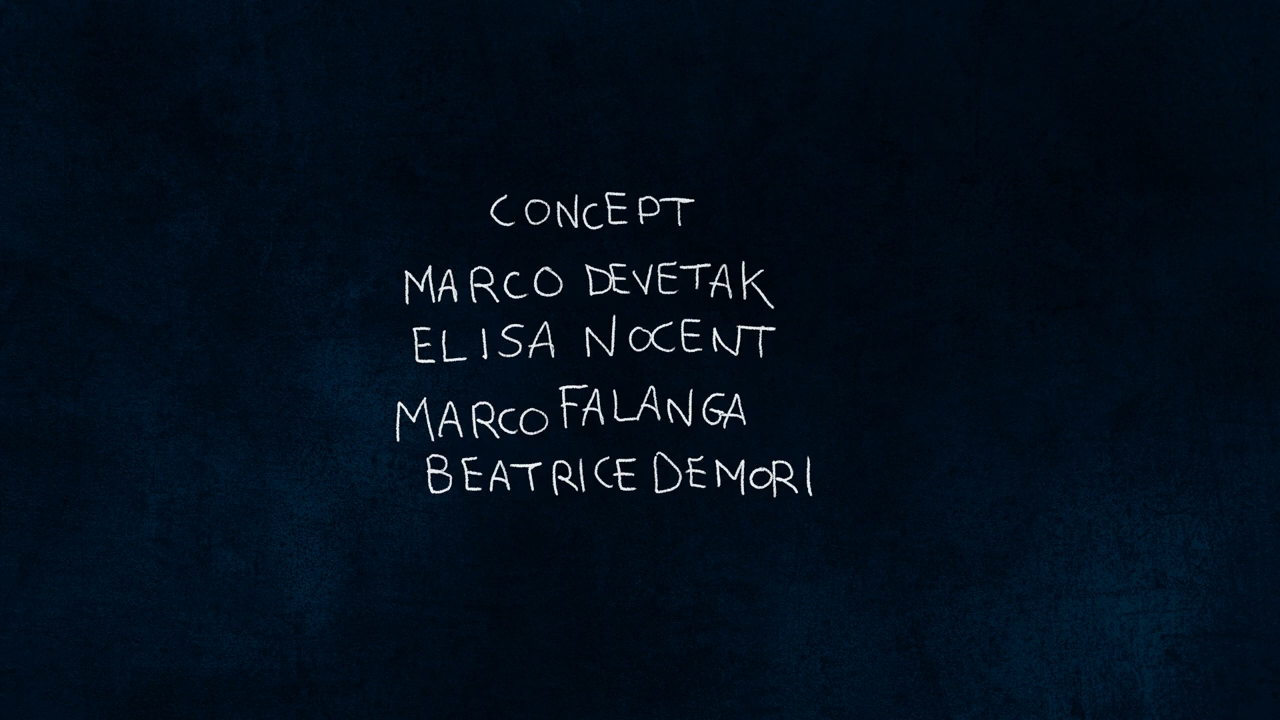 CONCEPT
MARCO DEVETAK
ELISA NOCENT
MARCO FALANGA
BEATRICE DEMORI